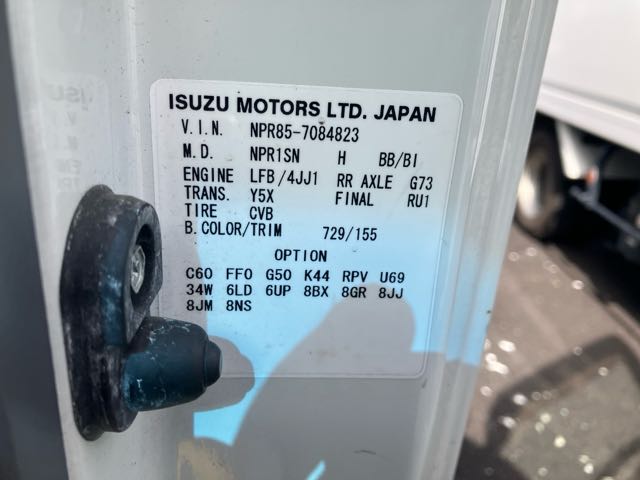 ISUZU MOTORS LTD. JAPAN
V.I.N. NPR85-7084823
M.D. NPR1SN H BB/BI
ENGINE LFB/4JJ1 RR AXLE G73
TRANS. Y5X FINAL RU1
TIRE CVB
B. COLOR/TRIM 729/155
OPTION
C60 FF0 G50 K44 RPV U69
34W 6LD 6UP 8BX 8GR 8JJ
8JM 8NS